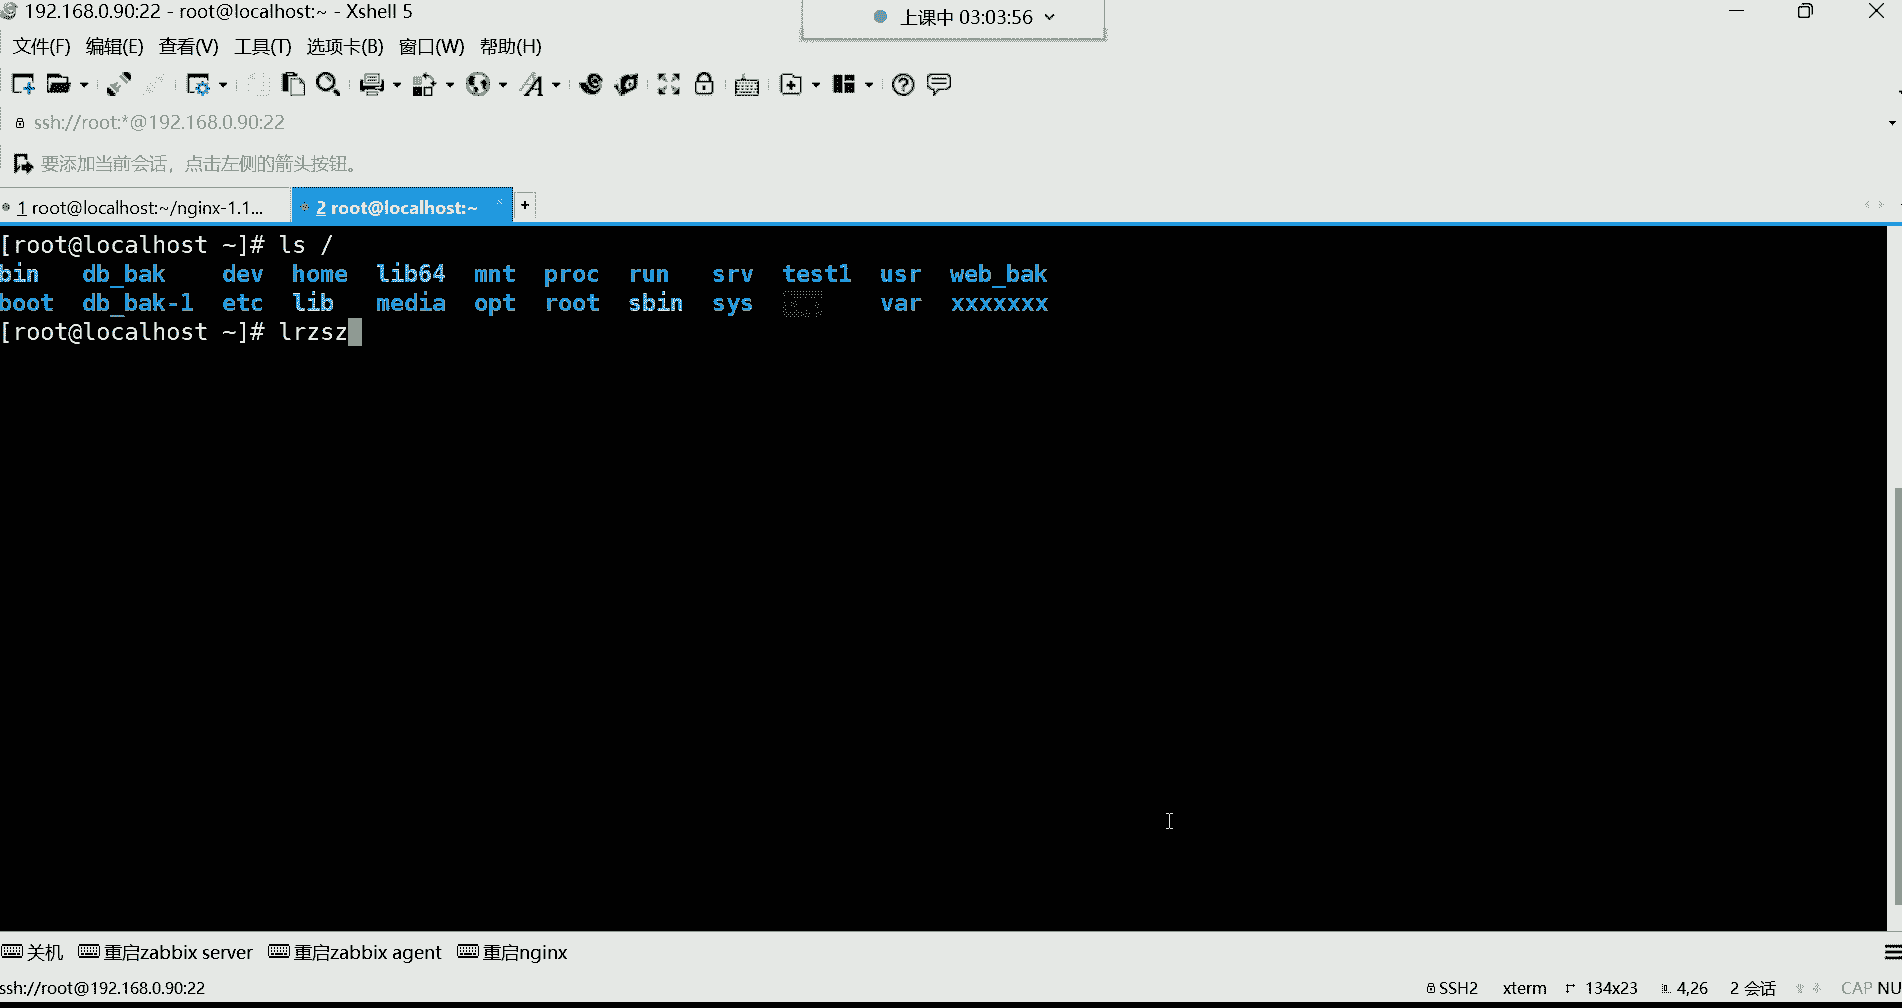 192.168.0.90:22 - root@localhost:~ - Xshell 5
上课中 03:03:56
文件(F) 编辑(E) 查看(V) 工具(T) 选项卡(B) 窗口(W) 帮助(H)
ssh://root:*@192.168.0.90:22
要添加当前会话，点击左侧的箭头按钮。
1 root@localhost:~/nginx-1.1... 2 root@localhost:~ +
[root@localhost ~]# ls /
bin db_bak dev home lib64 mnt proc run srv test1 usr web_bak
boot db_bak-1 etc lib media opt root sbin sys var xxxxxxx
[root@localhost ~]# lrzsz
关机 重启zabbix server 重启zabbix agent 重启nginx
ssh://root@192.168.0.90:22 SSH2 xterm 134x23 4,26 2 会话 CAP NU